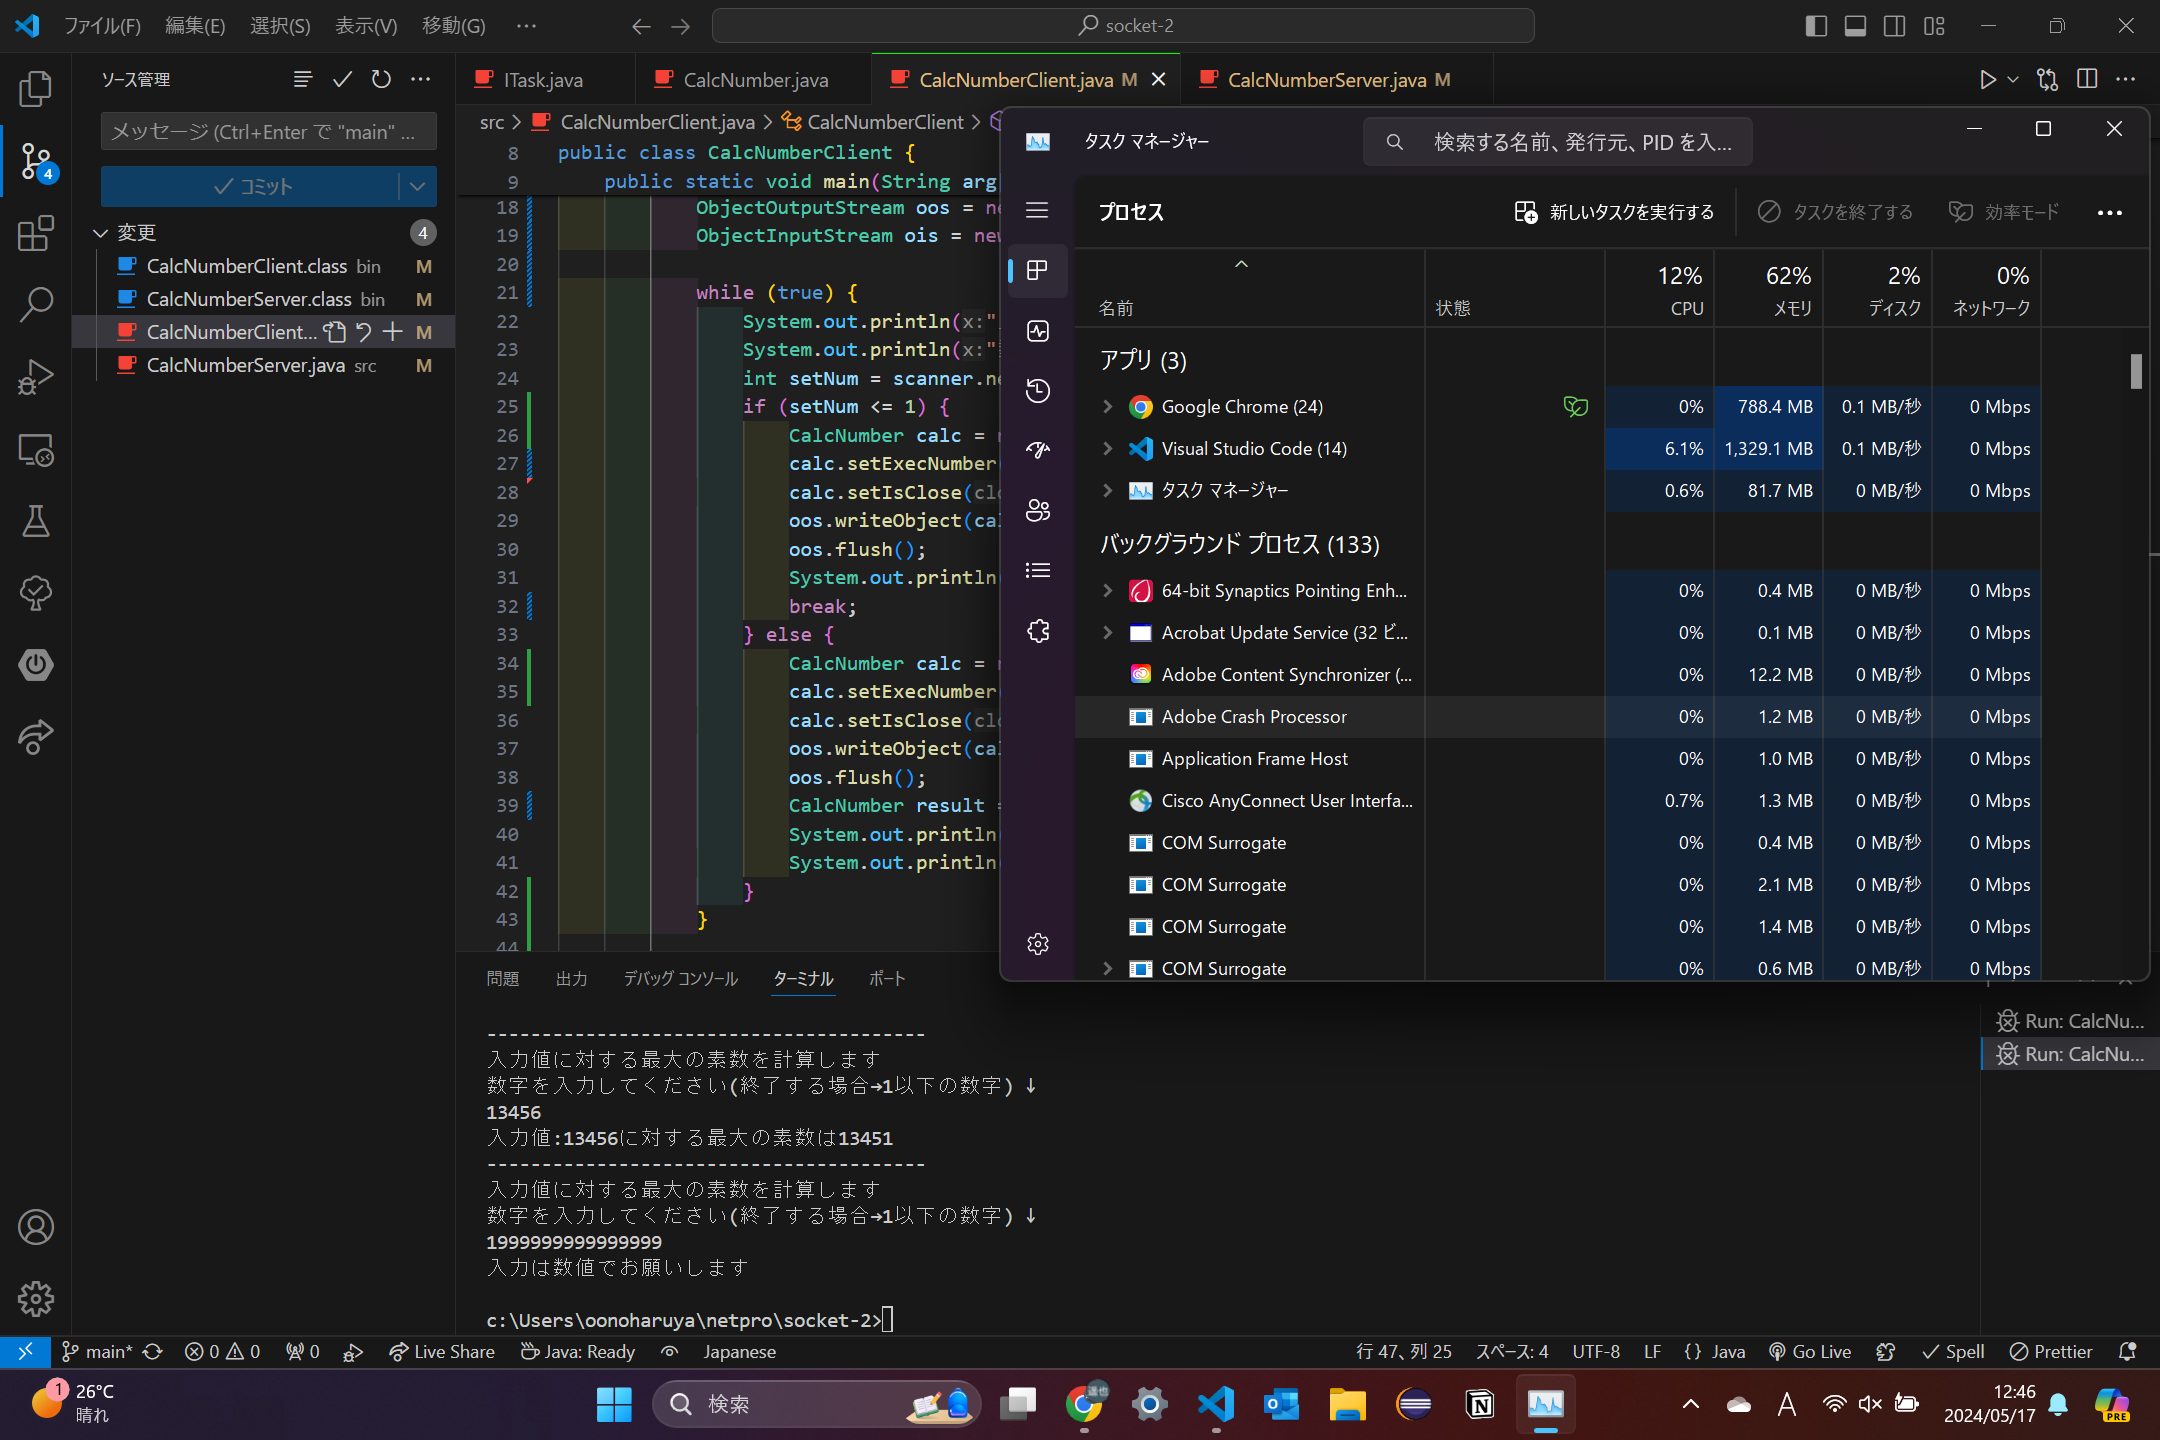 ファイル(F) 編集(E) 選択(S) 表示(V) 移動(G) ···
socket-2
ソース管理
メッセージ (Ctrl+Enter で "main" ...
コミット
変更 4
CalcNumberClient.class bin M
CalcNumberServer.class bin M
CalcNumberClient... M
CalcNumberServer.java src M
4
ITask.java
CalcNumber.java
CalcNumberClient.java M
CalcNumberServer.java M
src > CalcNumberClient.java > CalcNumberClient >
8 public class CalcNumberClient {
9 public static void main(String arg
18 ObjectOutputStream oos = ne
19 ObjectInputStream ois = new
20
21 while (true) {
22 System.out.println(x:"
23 System.out.println(x:"
24 int setNum = scanner.ne
25 if (setNum <= 1) {
26 CalcNumber calc = n
27 calc.setExecNumber(
28 calc.setIsClose(clo
29 oos.writeObject(cal
30 oos.flush();
31 System.out.println(
32 break;
33 } else {
34 CalcNumber calc = n
35 calc.setExecNumber(
36 calc.setIsClose(clo
37 oos.writeObject(cal
38 oos.flush();
39 CalcNumber result =
40 System.out.println(
41 System.out.println(
42 }
43 }
44
タスク マネージャー
検索する名前、発行元、PID を入...
プロセス
新しいタスクを実行する
タスクを終了する
効率モード
12% 62% 2% 0%
名前 状態 CPU メモリ ディスク ネットワーク
アプリ (3)
Google Chrome (24) 0% 788.4 MB 0.1 MB/秒 0 Mbps
Visual Studio Code (14) 6.1% 1,329.1 MB 0.1 MB/秒 0 Mbps
タスク マネージャー 0.6% 81.7 MB 0 MB/秒 0 Mbps
バックグラウンド プロセス (133)
64-bit Synaptics Pointing Enh... 0% 0.4 MB 0 MB/秒 0 Mbps
Acrobat Update Service (32 ビ... 0% 0.1 MB 0 MB/秒 0 Mbps
Adobe Content Synchronizer (... 0% 12.2 MB 0 MB/秒 0 Mbps
Adobe Crash Processor 0% 1.2 MB 0 MB/秒 0 Mbps
Application Frame Host 0% 1.0 MB 0 MB/秒 0 Mbps
Cisco AnyConnect User Interfa... 0.7% 1.3 MB 0 MB/秒 0 Mbps
COM Surrogate 0% 0.4 MB 0 MB/秒 0 Mbps
COM Surrogate 0% 2.1 MB 0 MB/秒 0 Mbps
COM Surrogate 0% 1.4 MB 0 MB/秒 0 Mbps
COM Surrogate 0% 0.6 MB 0 MB/秒 0 Mbps
問題 出力 デバッグ コンソール ターミナル ポート
----------------------------------------
入力値に対する最大の素数を計算します
数字を入力してください(終了する場合→1以下の数字) ↓
13456
入力値:13456に対する最大の素数は13451
----------------------------------------
入力値に対する最大の素数を計算します
数字を入力してください(終了する場合→1以下の数字) ↓
1999999999999999
入力は数値でお願いします
c:\Users\oonoharuya\netpro\socket-2>
Run: CalcNu...
Run: CalcNu...
main* 0 0 0 Live Share Java: Ready Japanese
行 47、列 25 スペース: 4 UTF-8 LF {} Java Go Live Spell Prettier
1 26°C
晴れ
検索
A
12:46
2024/05/17
PRE